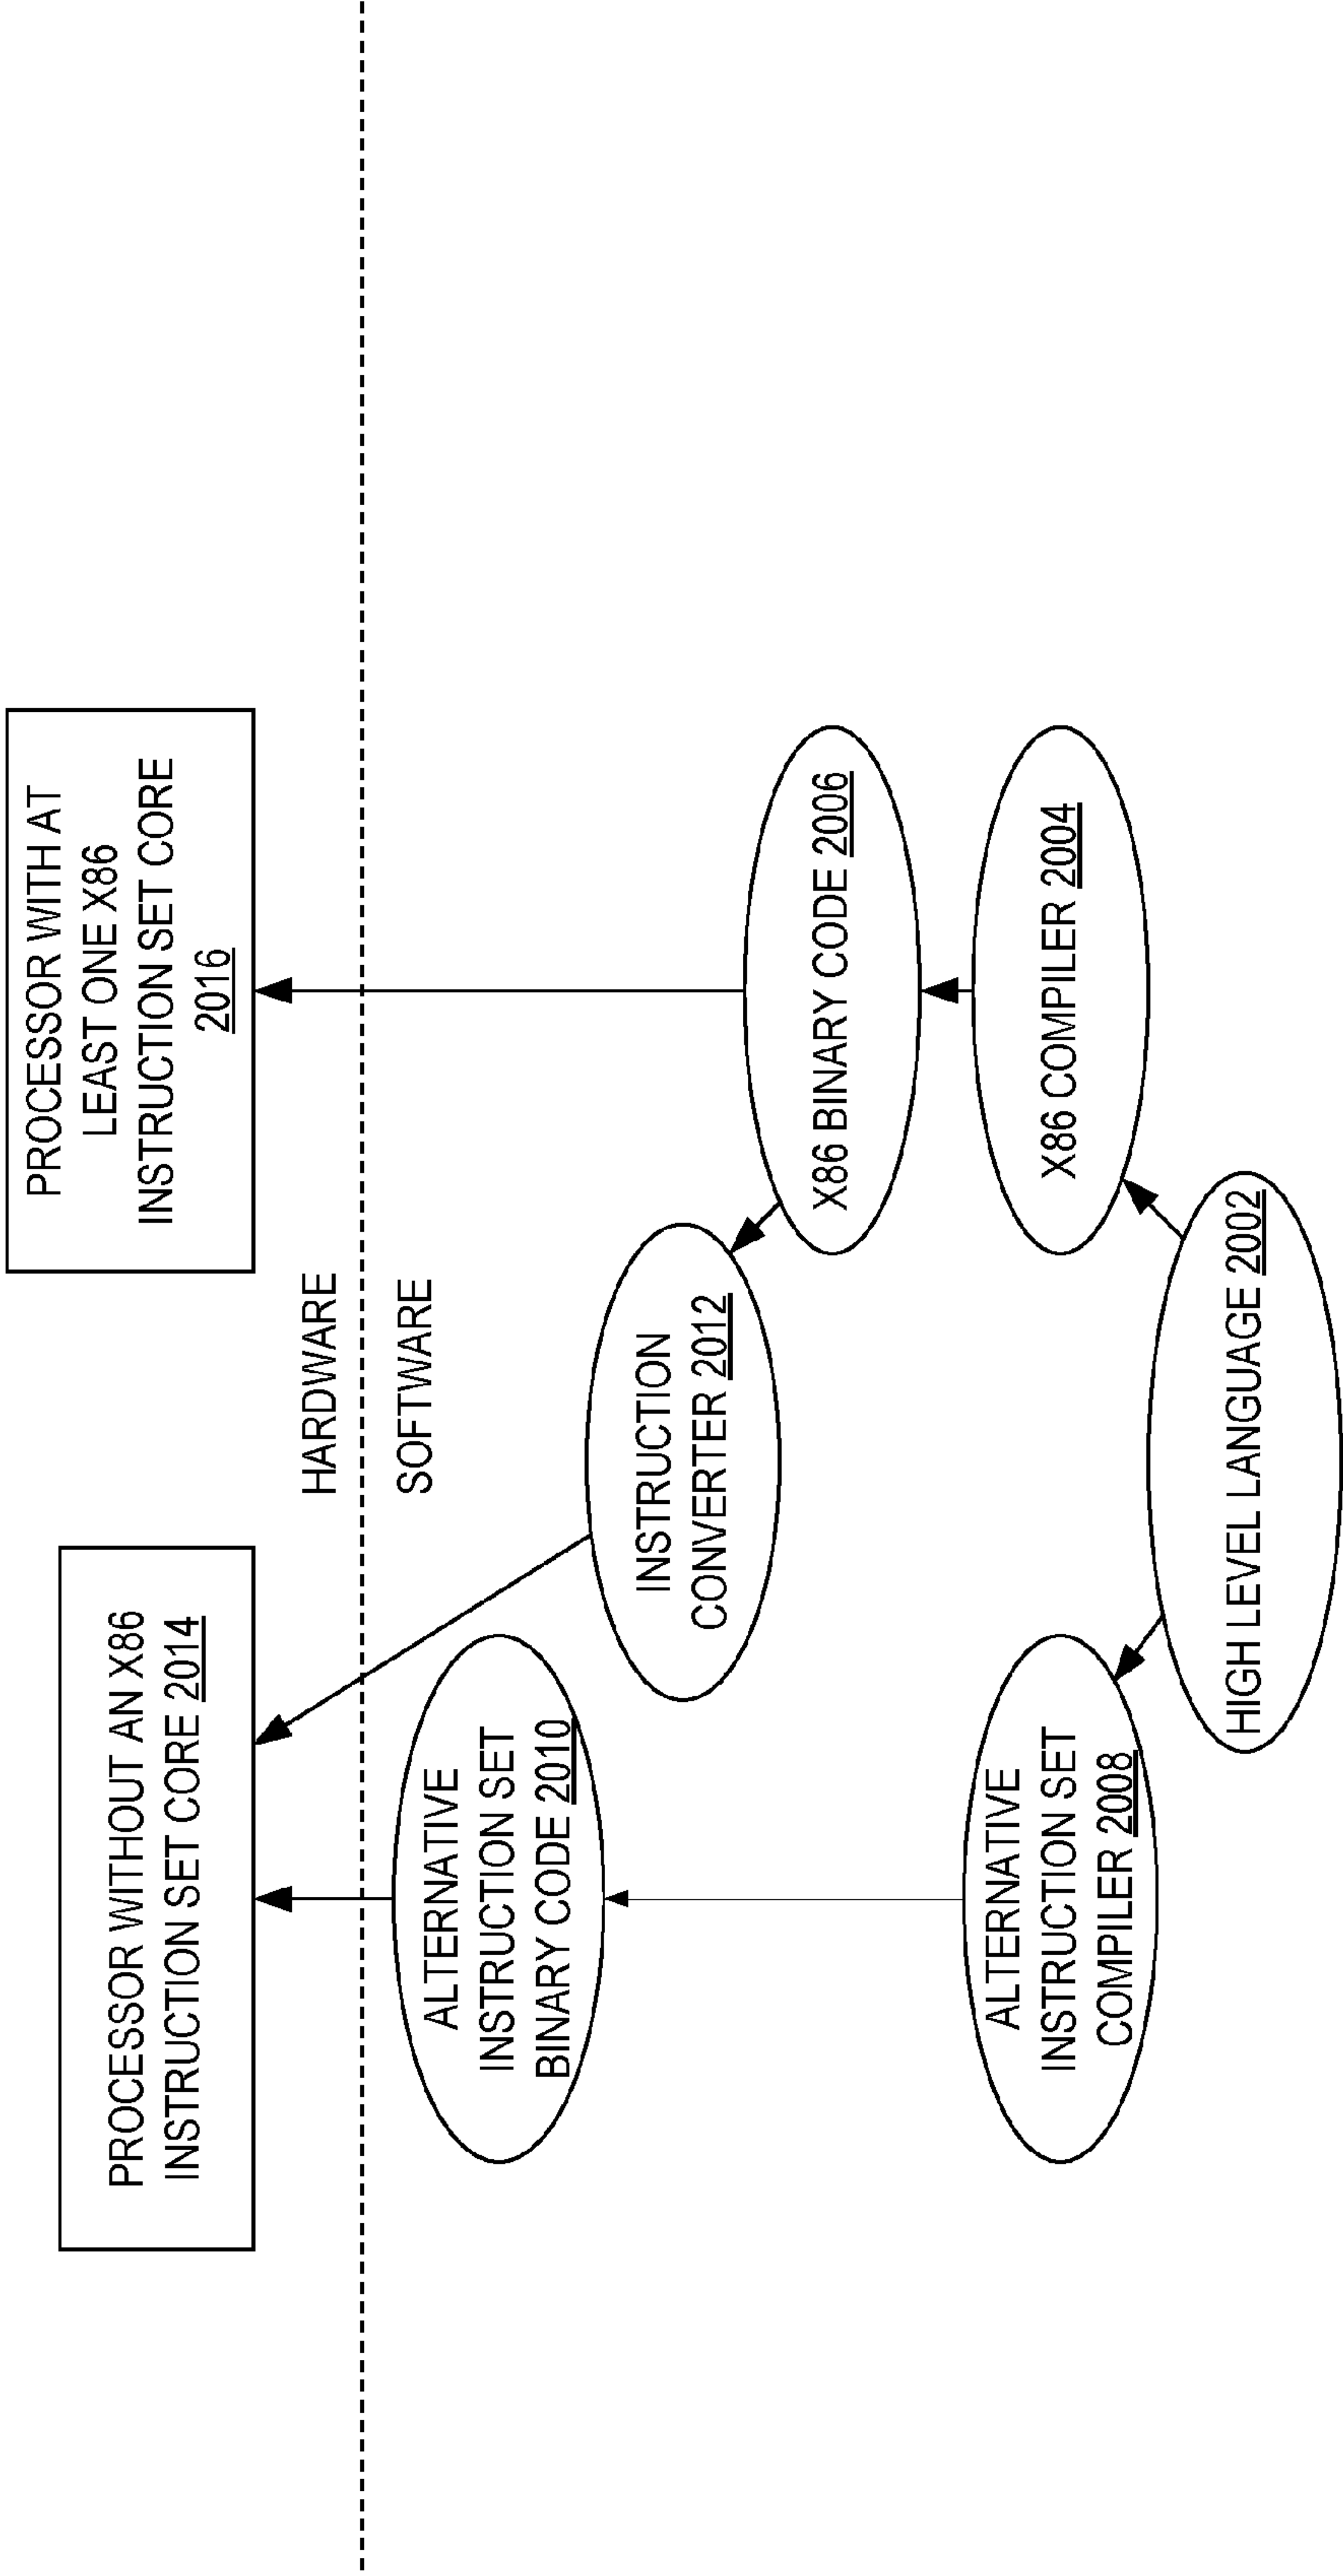 PROCESSOR WITHOUT AN X86
INSTRUCTION SET CORE 2014
PROCESSOR WITH AT
LEAST ONE X86
INSTRUCTION SET CORE
2016
HARDWARE
SOFTWARE
ALTERNATIVE
INSTRUCTION SET
BINARY CODE 2010
INSTRUCTION
CONVERTER 2012
X86 BINARY CODE 2006
ALTERNATIVE
INSTRUCTION SET
COMPILER 2008
X86 COMPILER 2004
HIGH LEVEL LANGUAGE 2002